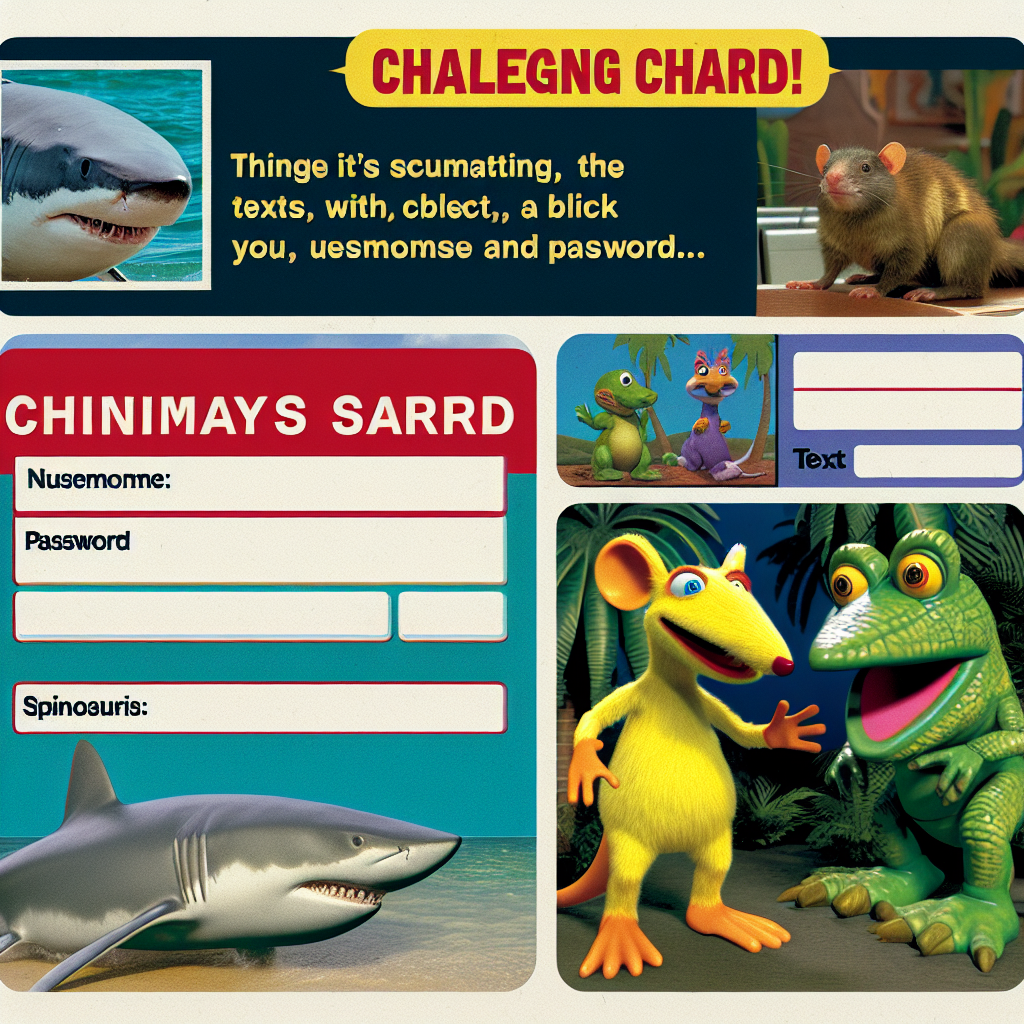 CHALEGNG CHARD!
Thinge it's scumatting, the
texts, with, cblect,, a blick
you, uesmomse and pasword...
CHINIMAYS SARRD
Nusemomme:
Password
Spinosuris:
Text